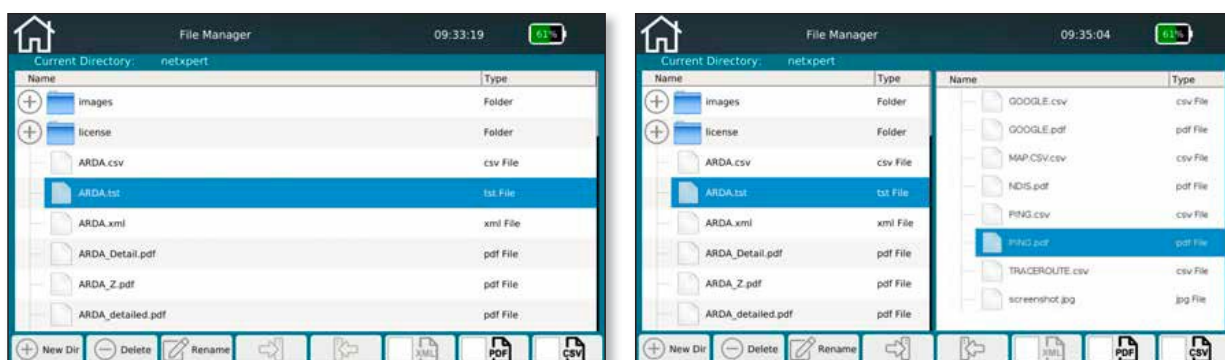 File Manager 09:33:19 61%
Current Directory: netxpert
Name Type
images Folder
license Folder
ARDA.csv csv File
ARDA.tst tst File
ARDA.xml xml File
ARDA_Detail.pdf pdf File
ARDA_Z.pdf pdf File
ARDA_detailed.pdf pdf File
New Dir Delete Rename XML PDF CSV
File Manager 09:35:04 61%
Current Directory: netxpert
Name Type
images Folder
license Folder
ARDA.csv csv File
ARDA.tst tst File
ARDA.xml xml File
ARDA_Detail.pdf pdf File
ARDA_Z.pdf pdf File
ARDA_detailed.pdf pdf File
Name Type
GOOGLE.csv csv File
GOOGLE.pdf pdf File
MAP.CSV.csv csv File
NDIS.pdf pdf File
PING.csv csv File
PING.pdf pdf File
TRACEROUTE.csv csv File
screenshot.jpg jpg File
New Dir Delete Rename XML PDF CSV